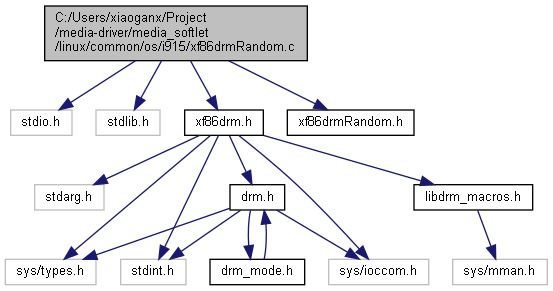 C:/Users/xiaoganx/Project
/media-driver/media_softlet
/linux/common/os/i915/xf86drmRandom.c
stdio.h
stdlib.h
xf86drm.h
xf86drmRandom.h
stdarg.h
drm.h
libdrm_macros.h
sys/types.h
stdint.h
drm_mode.h
sys/ioccom.h
sys/mman.h